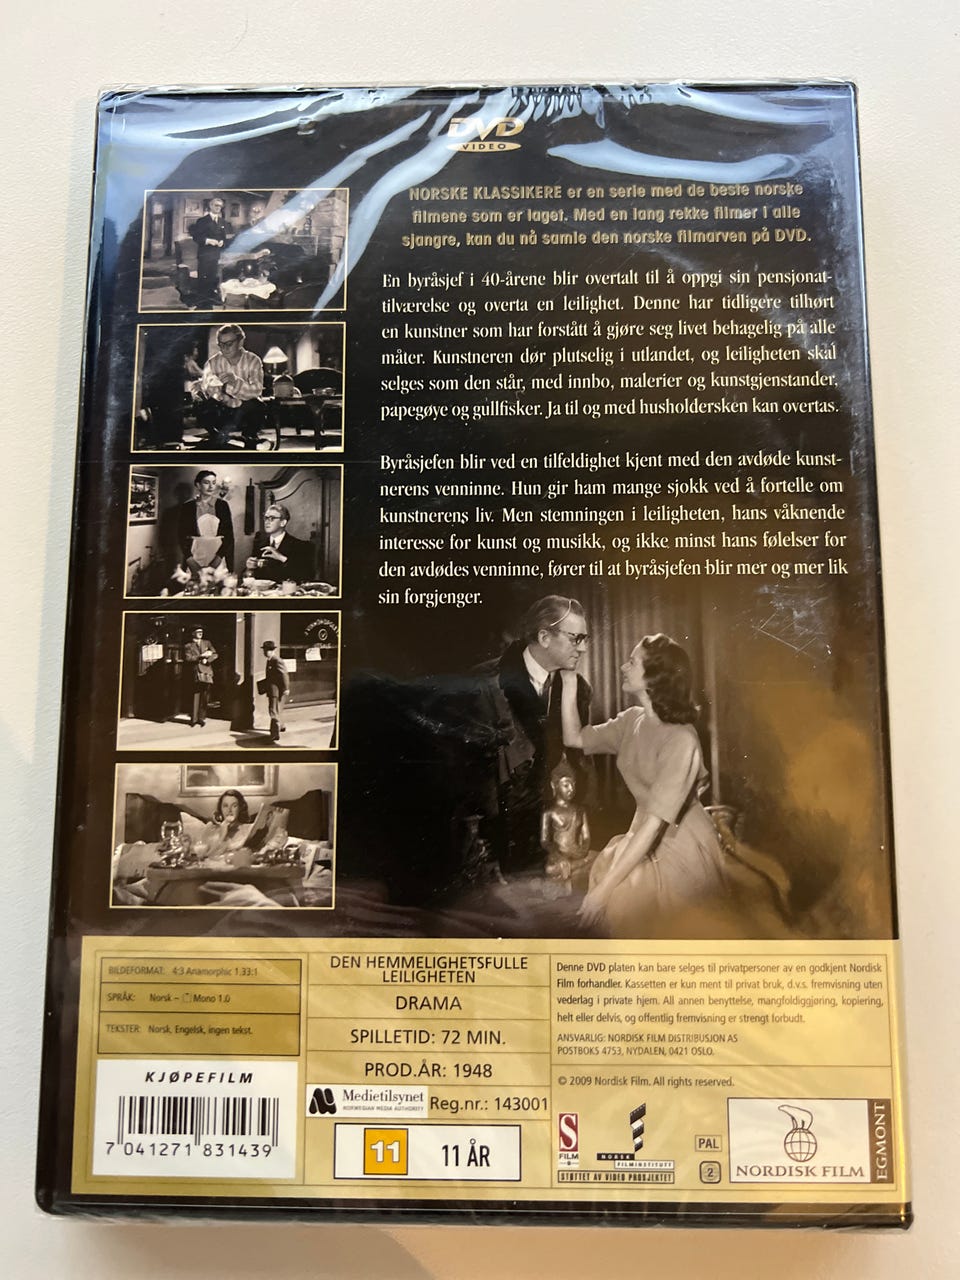 DVD
VIDEO
NORSKE KLASSIKERE er en serie med de beste norske
filmene som er laget. Med en lang rekke filmer i alle
sjangre, kan du nå samle den norske filmarven på DVD.
En byråsjef i 40-årene blir overtalt til å oppgi sin pensjonat-
tilværelse og overta en leilighet. Denne har tidligere tilhørt
en kunstner som har forstått å gjøre seg livet behagelig på alle
måter. Kunstneren dør plutselig i utlandet, og leiligheten skal
selges som den står, med innbo, malerier og kunstgjenstander,
papegøye og gullfisker. Ja til og med husholdersken kan overtas.
Byråsjefen blir ved en tilfeldighet kjent med den avdøde kunst-
nerens venninne. Hun gir ham mange sjokk ved å fortelle om
kunstnerens liv. Men stemningen i leiligheten, hans våknende
interesse for kunst og musikk, og ikke minst hans følelser for
den avdødes venninne, fører til at byråsjefen blir mer og mer lik
sin forgjenger.
BILDEFORMAT: 4:3 Anamorphic 1.33:1
SPRÅK: Norsk – Mono 1.0
TEKSTER: Norsk, Engelsk, ingen tekst.
KJØPEFILM
7 041271 831439
DEN HEMMELIGHETSFULLE
LEILIGHETEN
DRAMA
SPILLETID: 72 MIN.
PROD.ÅR: 1948
Medietilsynet
NORWEGIAN MEDIA AUTHORITY
Reg.nr.: 143001
11 11 ÅR
Denne DVD platen kan bare selges til privatpersoner av en godkjent Nordisk
Film forhandler. Kassetten er kun ment til privat bruk, d.v.s. fremvisning uten
vederlag i private hjem. All annen benyttelse, mangfoldiggjøring, kopiering,
helt eller delvis, og offentlig fremvisning er strengt forbudt.
ANSVARLIG: NORDISK FILM DISTRIBUSJON AS
POSTBOKS 4753, NYDALEN, 0421 OSLO.
© 2009 Nordisk Film. All rights reserved.
S
FILM
NORSK
FILMINSTITUTT
STØTTET AV VIDEO PROSJEKTET
PAL
2
NORDISK FILM
EGMONT